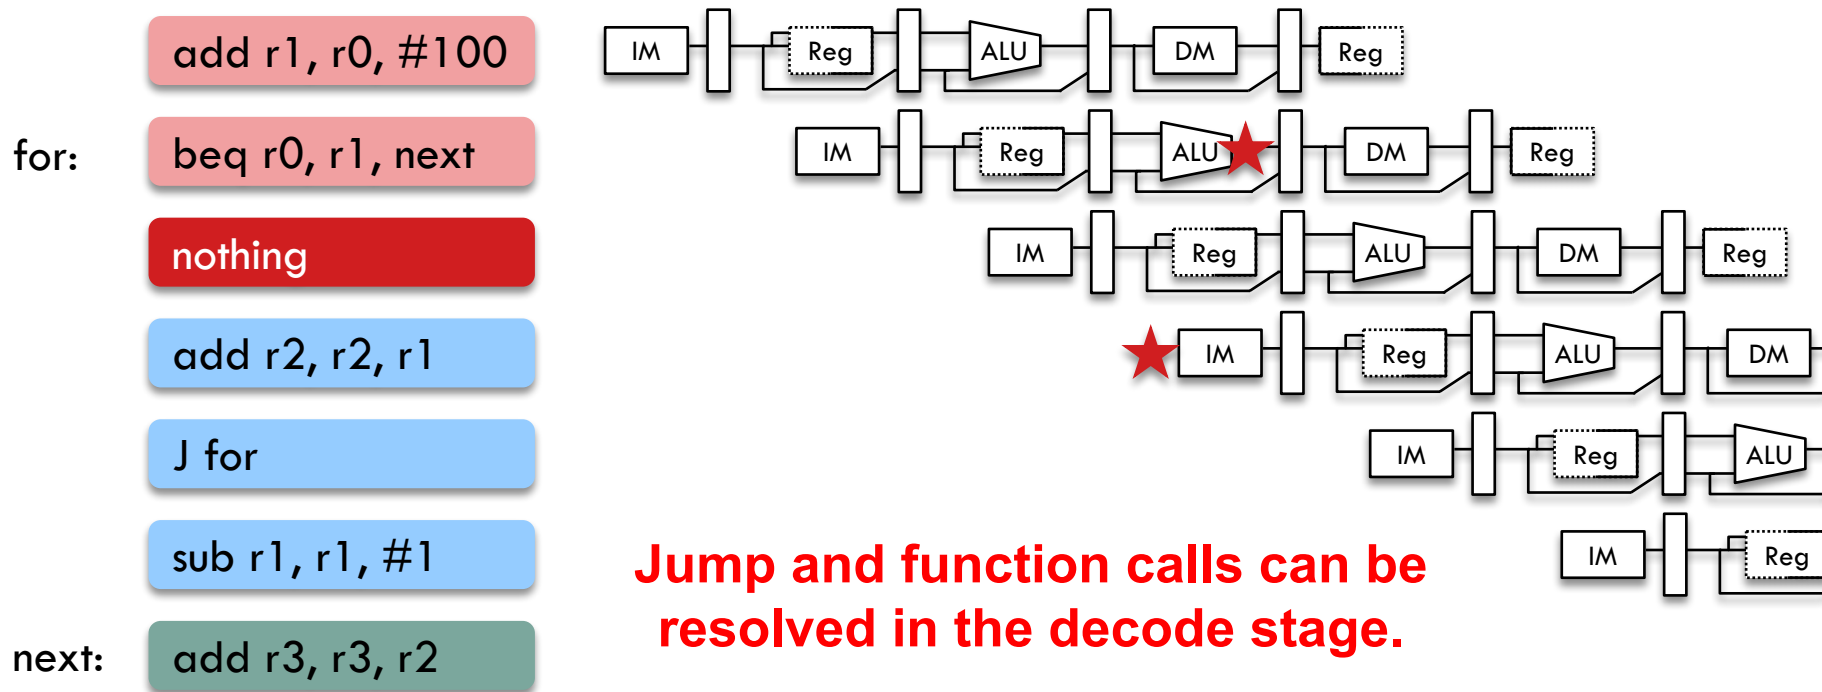 add r1, r0, #100
IM Reg ALU DM Reg
for: beq r0, r1, next
IM Reg ALU DM Reg
nothing
IM Reg ALU DM Reg
add r2, r2, r1
IM Reg ALU DM
J for
IM Reg ALU
sub r1, r1, #1
IM Reg
Jump and function calls can be
resolved in the decode stage.
next: add r3, r3, r2